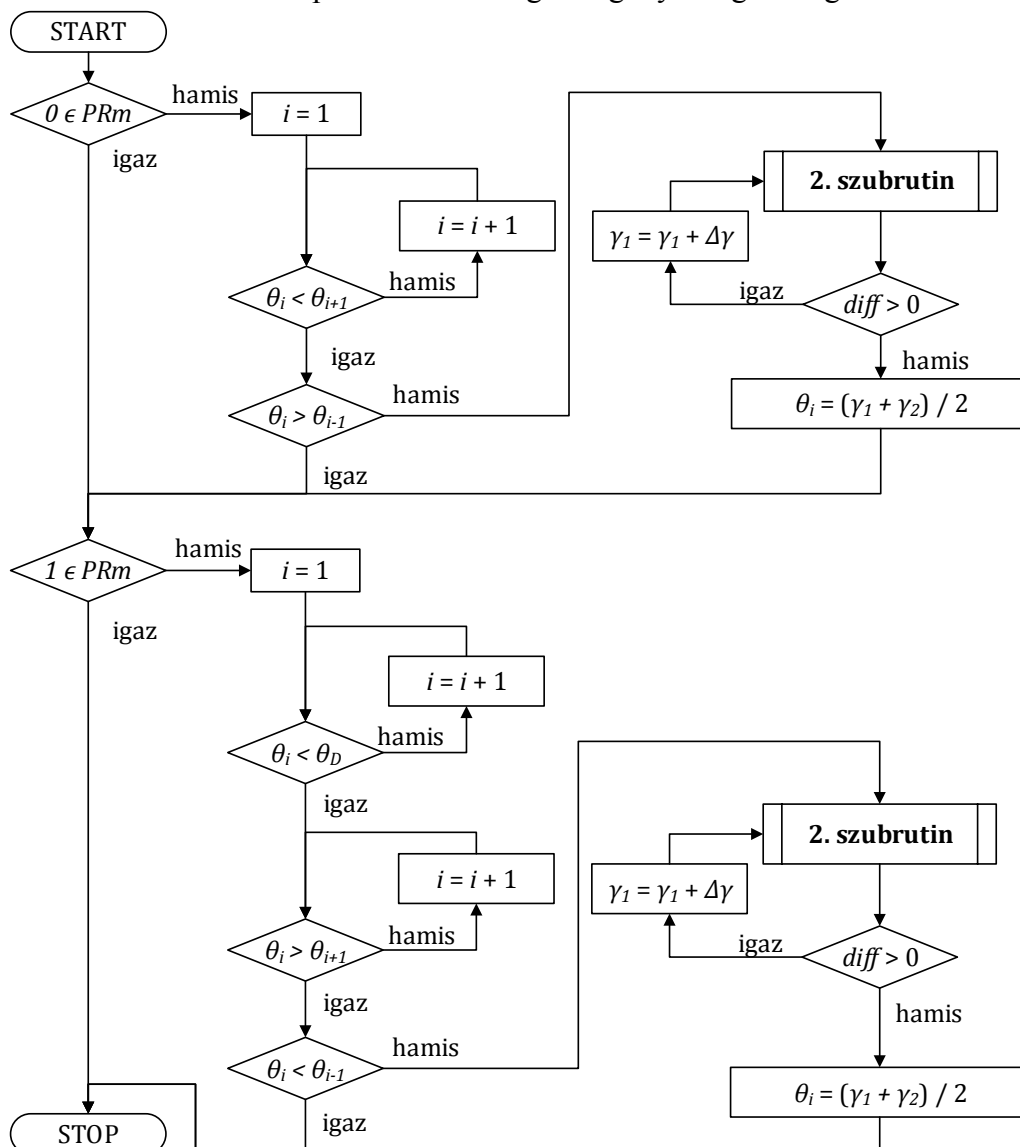 START
0 ϵ PRm
hamis
igaz
i = 1
i = i + 1
θi < θi+1
hamis
igaz
θi > θi-1
hamis
igaz
2. szubrutin
γ1 = γ1 + Δγ
igaz
diff > 0
hamis
θi = (γ1 + γ2) / 2
1 ϵ PRm
hamis
igaz
i = 1
i = i + 1
θi < θD
hamis
igaz
i = i + 1
θi > θi+1
hamis
igaz
θi < θi-1
hamis
igaz
2. szubrutin
γ1 = γ1 + Δγ
igaz
diff > 0
hamis
θi = (γ1 + γ2) / 2
STOP